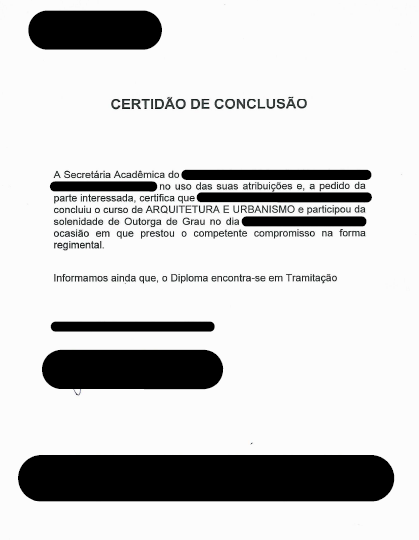 CERTIDÃO DE CONCLUSÃO
A Secretária Acadêmica do
no uso das suas atribuições e, a pedido da
parte interessada, certifica que
concluiu o curso de ARQUITETURA E URBANISMO e participou da
solenidade de Outorga de Grau no dia
ocasião em que prestou o competente compromisso na forma
regimental.
Informamos ainda que, o Diploma encontra-se em Tramitação